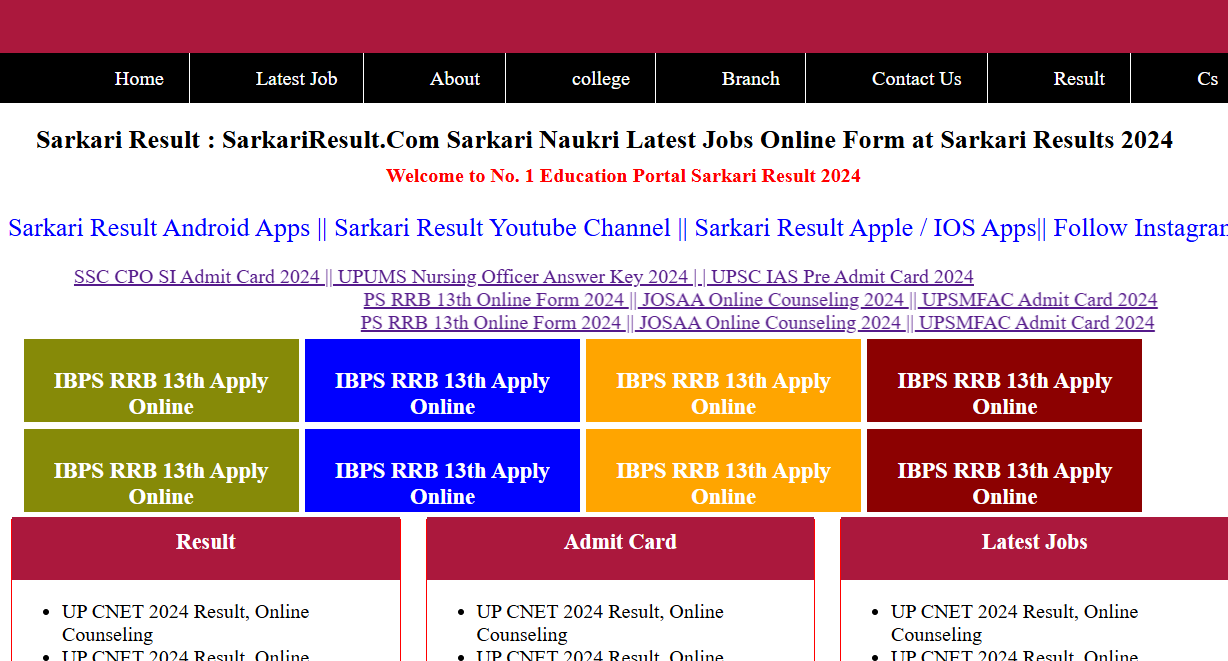 Home Latest Job About college Branch Contact Us Result Cs
Sarkari Result : SarkariResult.Com Sarkari Naukri Latest Jobs Online Form at Sarkari Results 2024
Welcome to No. 1 Education Portal Sarkari Result 2024
Sarkari Result Android Apps || Sarkari Result Youtube Channel || Sarkari Result Apple / IOS Apps|| Follow Instagram
SSC CPO SI Admit Card 2024 || UPUMS Nursing Officer Answer Key 2024 | | UPSC IAS Pre Admit Card 2024
PS RRB 13th Online Form 2024 || JOSAA Online Counseling 2024 || UPSMFAC Admit Card 2024
PS RRB 13th Online Form 2024 || JOSAA Online Counseling 2024 || UPSMFAC Admit Card 2024
IBPS RRB 13th Apply IBPS RRB 13th Apply IBPS RRB 13th Apply IBPS RRB 13th Apply
Online Online Online Online
IBPS RRB 13th Apply IBPS RRB 13th Apply IBPS RRB 13th Apply IBPS RRB 13th Apply
Online Online Online Online
Result Admit Card Latest Jobs
• UP CNET 2024 Result, Online • UP CNET 2024 Result, Online • UP CNET 2024 Result, Online
Counseling Counseling Counseling
• UP CNET 2024 Result, Online • UP CNET 2024 Result, Online • UP CNET 2024 Result, Online